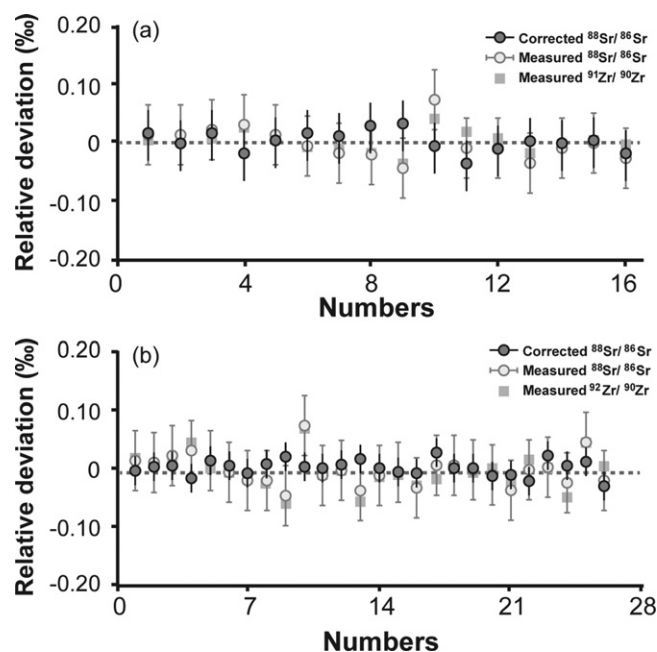 Relative deviation (‰)
0.20
0.10
0
-0.10
-0.20
(a)
Corrected ⁸⁸Sr/ ⁸⁶Sr
Measured ⁸⁸Sr/ ⁸⁶Sr
Measured ⁹¹Zr/ ⁹⁰Zr
0 4 8 12 16
Numbers
Relative deviation (‰)
0.20
0.10
0
-0.10
-0.20
(b)
Corrected ⁸⁸Sr/ ⁸⁶Sr
Measured ⁸⁸Sr/ ⁸⁶Sr
Measured ⁹²Zr/ ⁹⁰Zr
0 7 14 21 28
Numbers